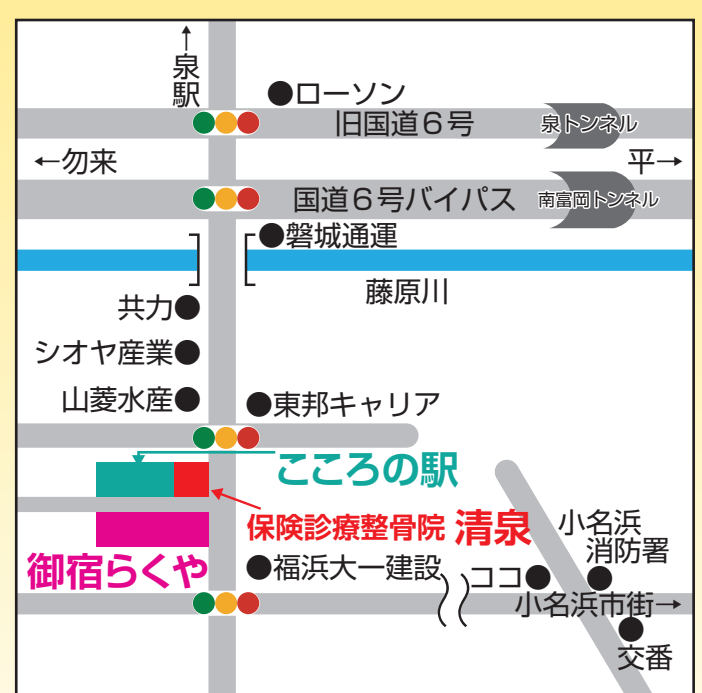 ↑
泉駅
●ローソン
旧国道6号
泉トンネル
←勿来
平→
国道6号バイパス
南富岡トンネル
●磐城通運
藤原川
共力●
シオヤ産業●
山菱水産●
●東邦キャリア
こころの駅
保険診療整骨院 清泉
御宿らくや
●福浜大一建設
ココ●
小名浜
消防署
小名浜市街→
交番